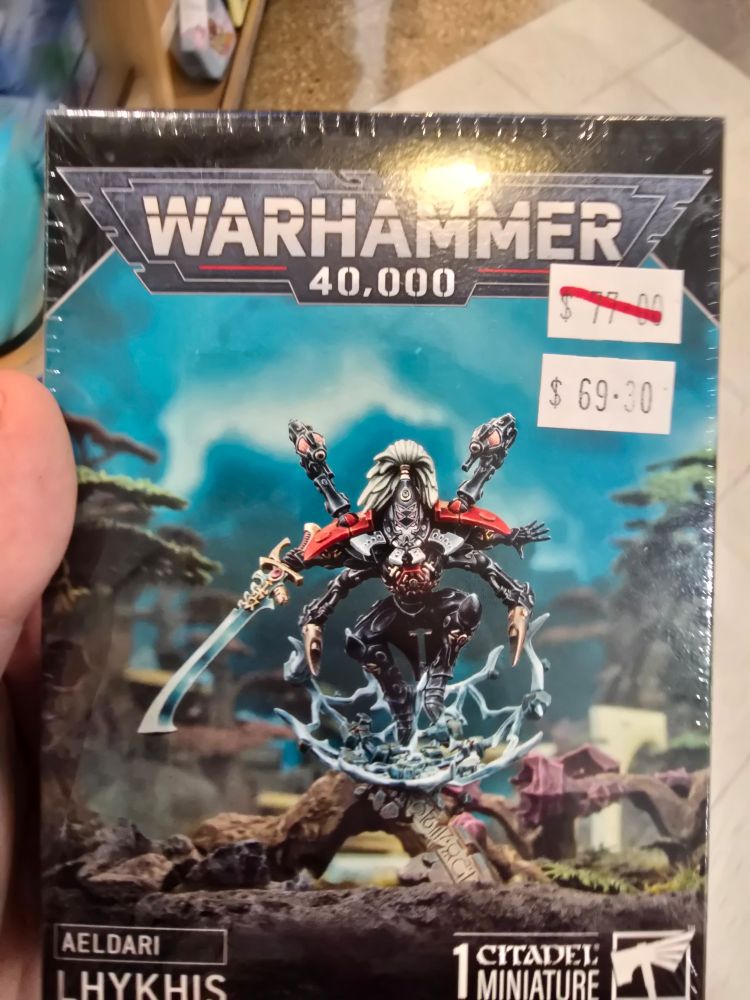 WARHAMMER
40,000
$ 77.00
$ 69.30
AELDARI
LHYKHIS
1 CITADEL
MINIATURE